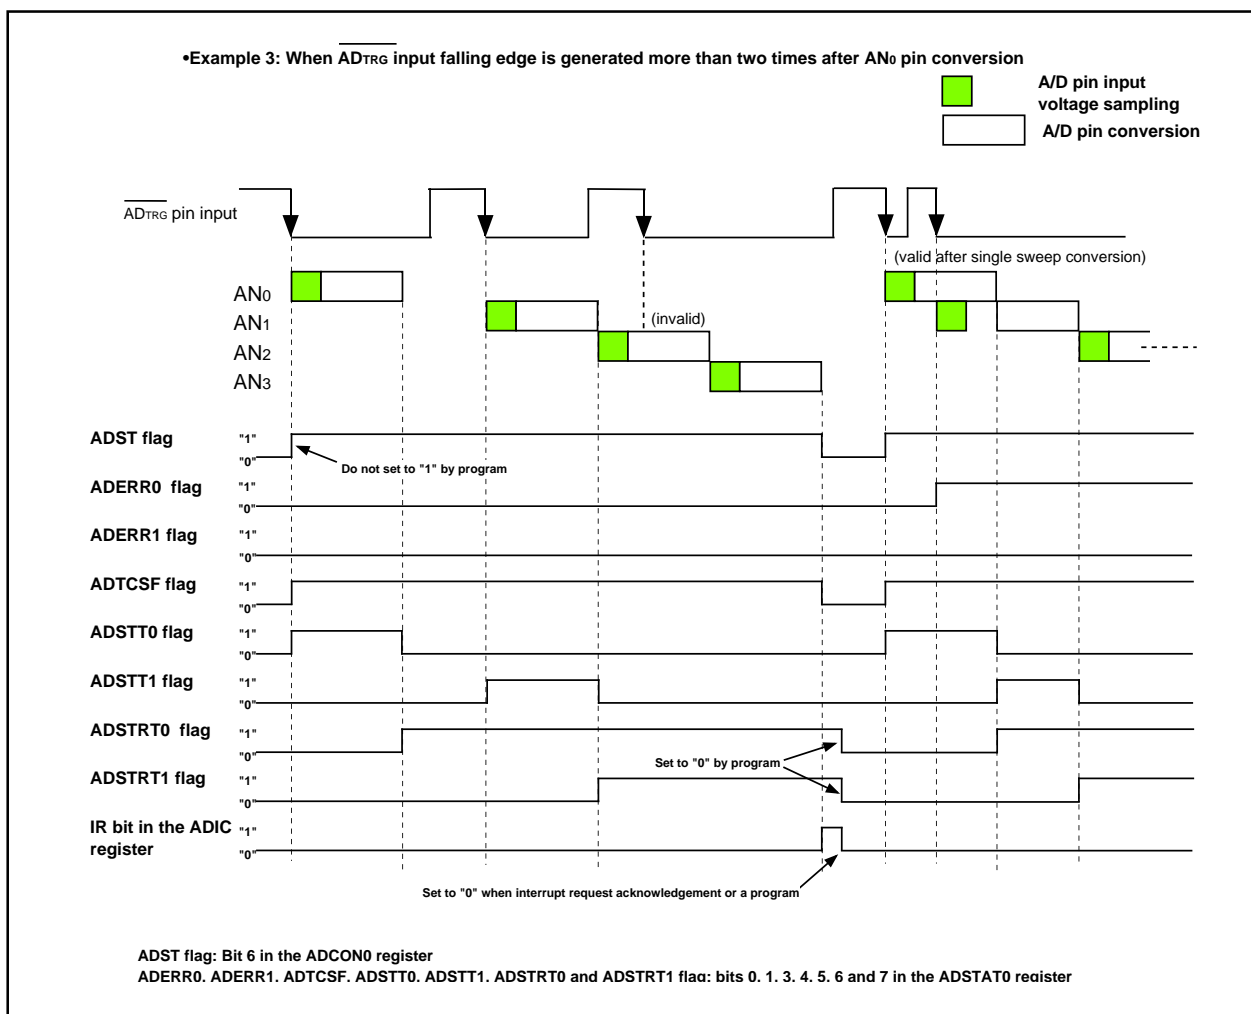 •Example 3: When ADTRG input falling edge is generated more than two times after AN0 pin conversion
A/D pin input
voltage sampling
A/D pin conversion
ADTRG pin input
(valid after single sweep conversion)
AN0
AN1
(invalid)
AN2
AN3
ADST flag
"1"
"0"
Do not set to "1" by program
ADERR0 flag
"1"
"0"
ADERR1 flag
"1"
"0"
ADTCSF flag
"1"
"0"
ADSTT0 flag
"1"
"0"
ADSTT1 flag
"1"
"0"
ADSTRT0 flag
"1"
"0"
Set to "0" by program
ADSTRT1 flag
"1"
"0"
IR bit in the ADIC
register
"1"
"0"
Set to "0" when interrupt request acknowledgement or a program
ADST flag: Bit 6 in the ADCON0 register
ADERR0, ADERR1, ADTCSF, ADSTT0, ADSTT1, ADSTRT0 and ADSTRT1 flag: bits 0, 1, 3, 4, 5, 6 and 7 in the ADSTAT0 register